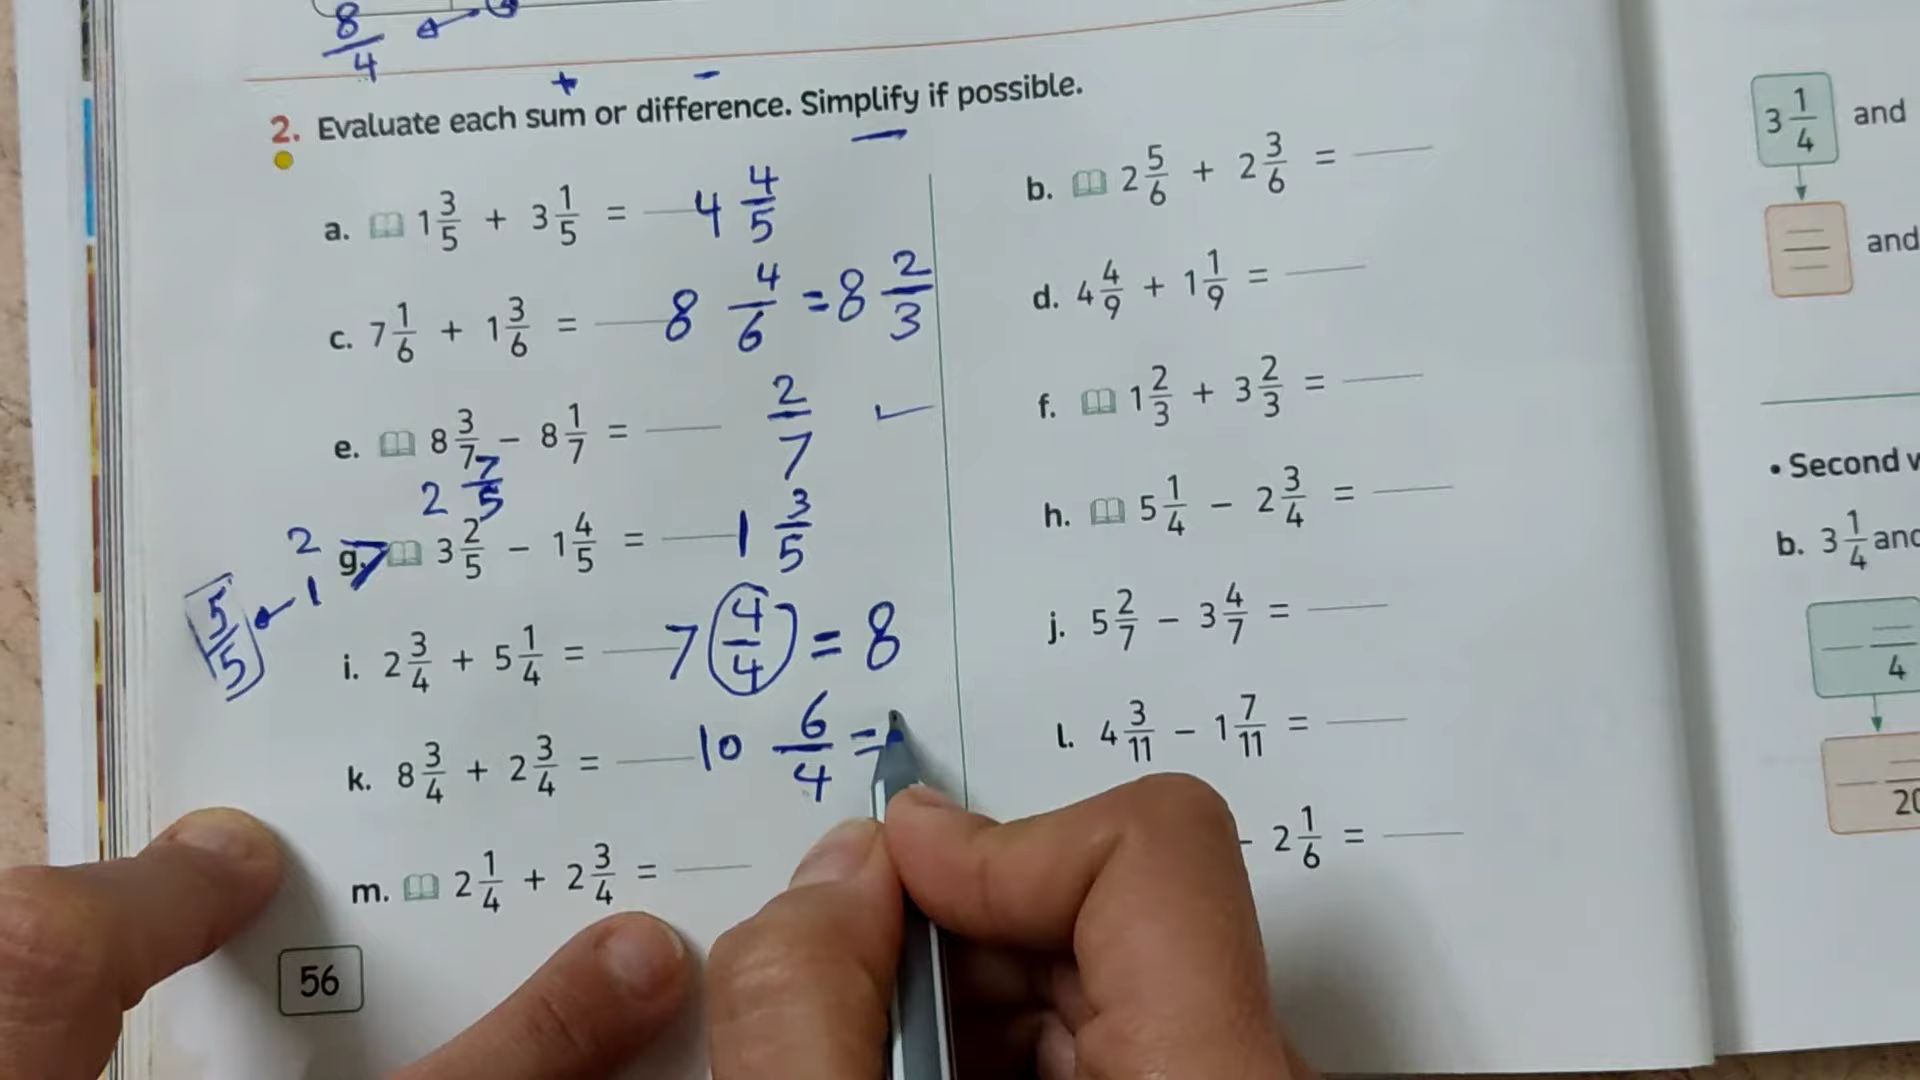 8/4
+ −
2. Evaluate each sum or difference. Simplify if possible.
a. 1 3/5 + 3 1/5 = 4 4/5
b. 2 5/6 + 2 3/6 =
c. 7 1/6 + 1 3/6 = 8 4/6 = 8 2/3
d. 4 4/9 + 1 1/9 =
e. 8 3/7 − 8 1/7 = 2/7
f. 1 2/3 + 3 2/3 =
2 7/5
g. 3 2/5 − 1 4/5 = 1 3/5
2
1
5/5
h. 5 1/4 − 2 3/4 =
i. 2 3/4 + 5 1/4 = 7 4/4 = 8
j. 5 2/7 − 3 4/7 =
k. 8 3/4 + 2 3/4 = 10 6/4 =
l. 4 3/11 − 1 7/11 =
m. 2 1/4 + 2 3/4 =
− 2 1/6 =
56
3 1/4 and
and
• Second
b. 3 1/4 and
4